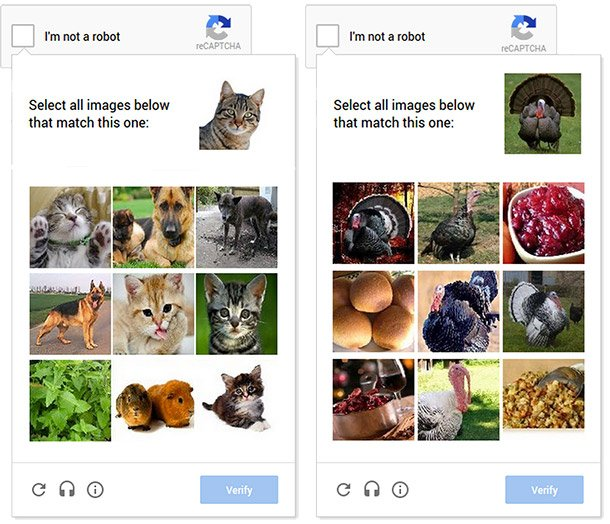 I'm not a robot
reCAPTCHA
Select all images below
that match this one:
Verify
I'm not a robot
reCAPTCHA
Select all images below
that match this one:
Verify